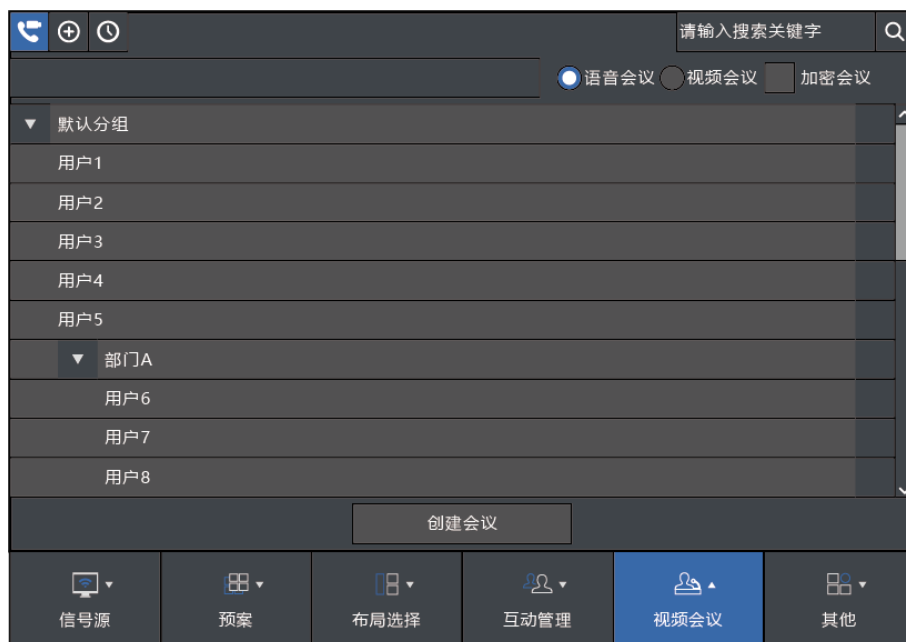 请输入搜索关键字
语音会议 视频会议 加密会议
默认分组
用户1
用户2
用户3
用户4
用户5
部门A
用户6
用户7
用户8
创建会议
信号源 预案 布局选择 互动管理 视频会议 其他